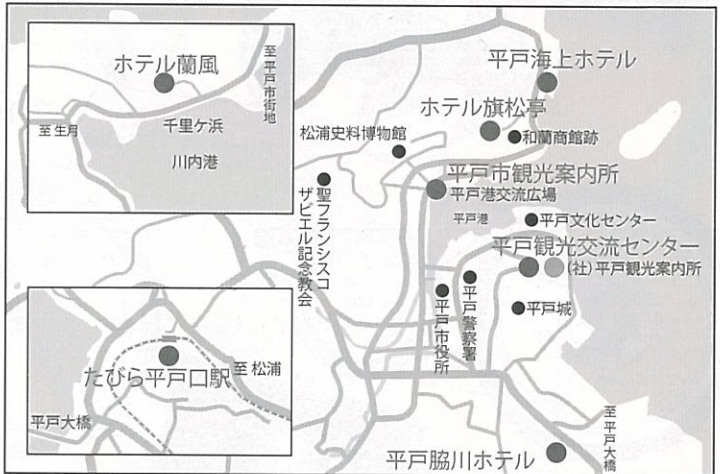 ホテル蘭風
至 平戸市街地
至 生月
千里ケ浜
川内港
平戸海上ホテル
ホテル旗松亭
松浦史料博物館
和蘭商館跡
平戸市観光案内所
平戸港交流広場
聖フランシスコ
ザビエル記念教会
平戸港
平戸文化センター
平戸観光交流センター
(社)平戸観光案内所
平戸市役所
平戸警察署
平戸城
たびら平戸口駅
至 松浦
平戸大橋
至 平戸大橋
平戸脇川ホテル